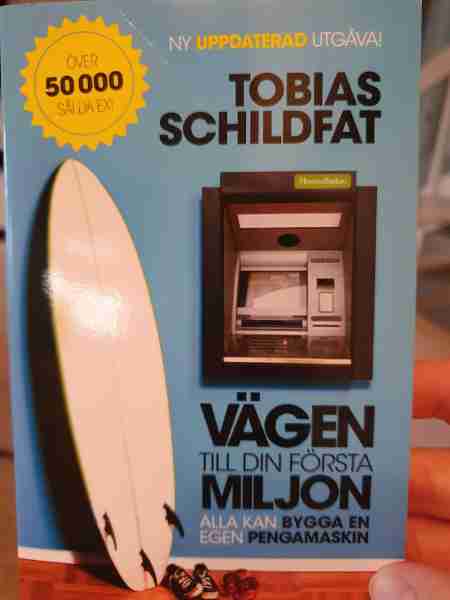 NY UPPDATERAD UTGÅVA!
ÖVER
50 000
SÅLDA EX!
TOBIAS
SCHILDFAT
VÄGEN
TILL DIN FÖRSTA
MILJON
ALLA KAN BYGGA EN
EGEN PENGAMASKIN